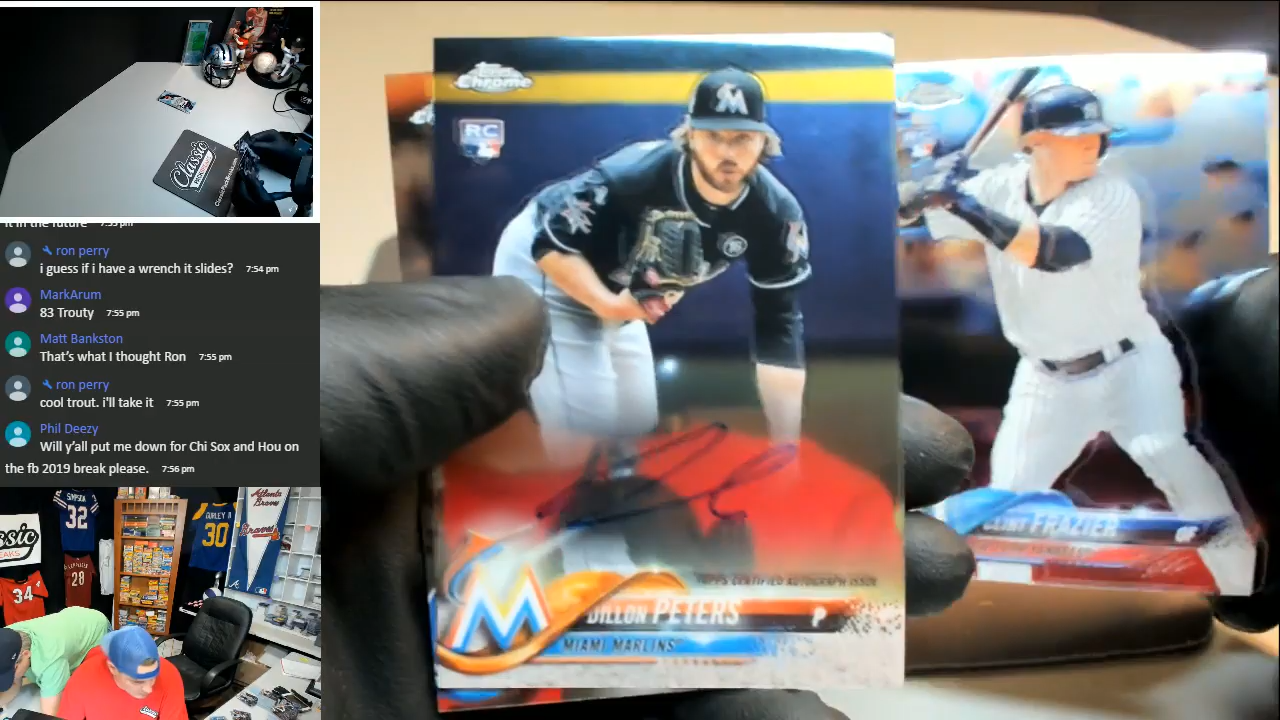 Classic
it in the future 7:53 pm
ron perry
i guess if i have a wrench it slides? 7:54 pm
MarkArum
83 Trouty 7:55 pm
Matt Bankston
That's what I thought Ron 7:55 pm
ron perry
cool trout. i'll take it 7:55 pm
Phil Deezy
Will y'all put me down for Chi Sox and Hou on
the fb 2019 break please. 7:56 pm
SIMPSON
32
30
Atlanta
Braves
28
34
Topps
Chrome
RC
M
TOPPS CERTIFIED AUTOGRAPH ISSUE
DILLON PETERS P
MIAMI MARLINS
CLINT FRAZIER